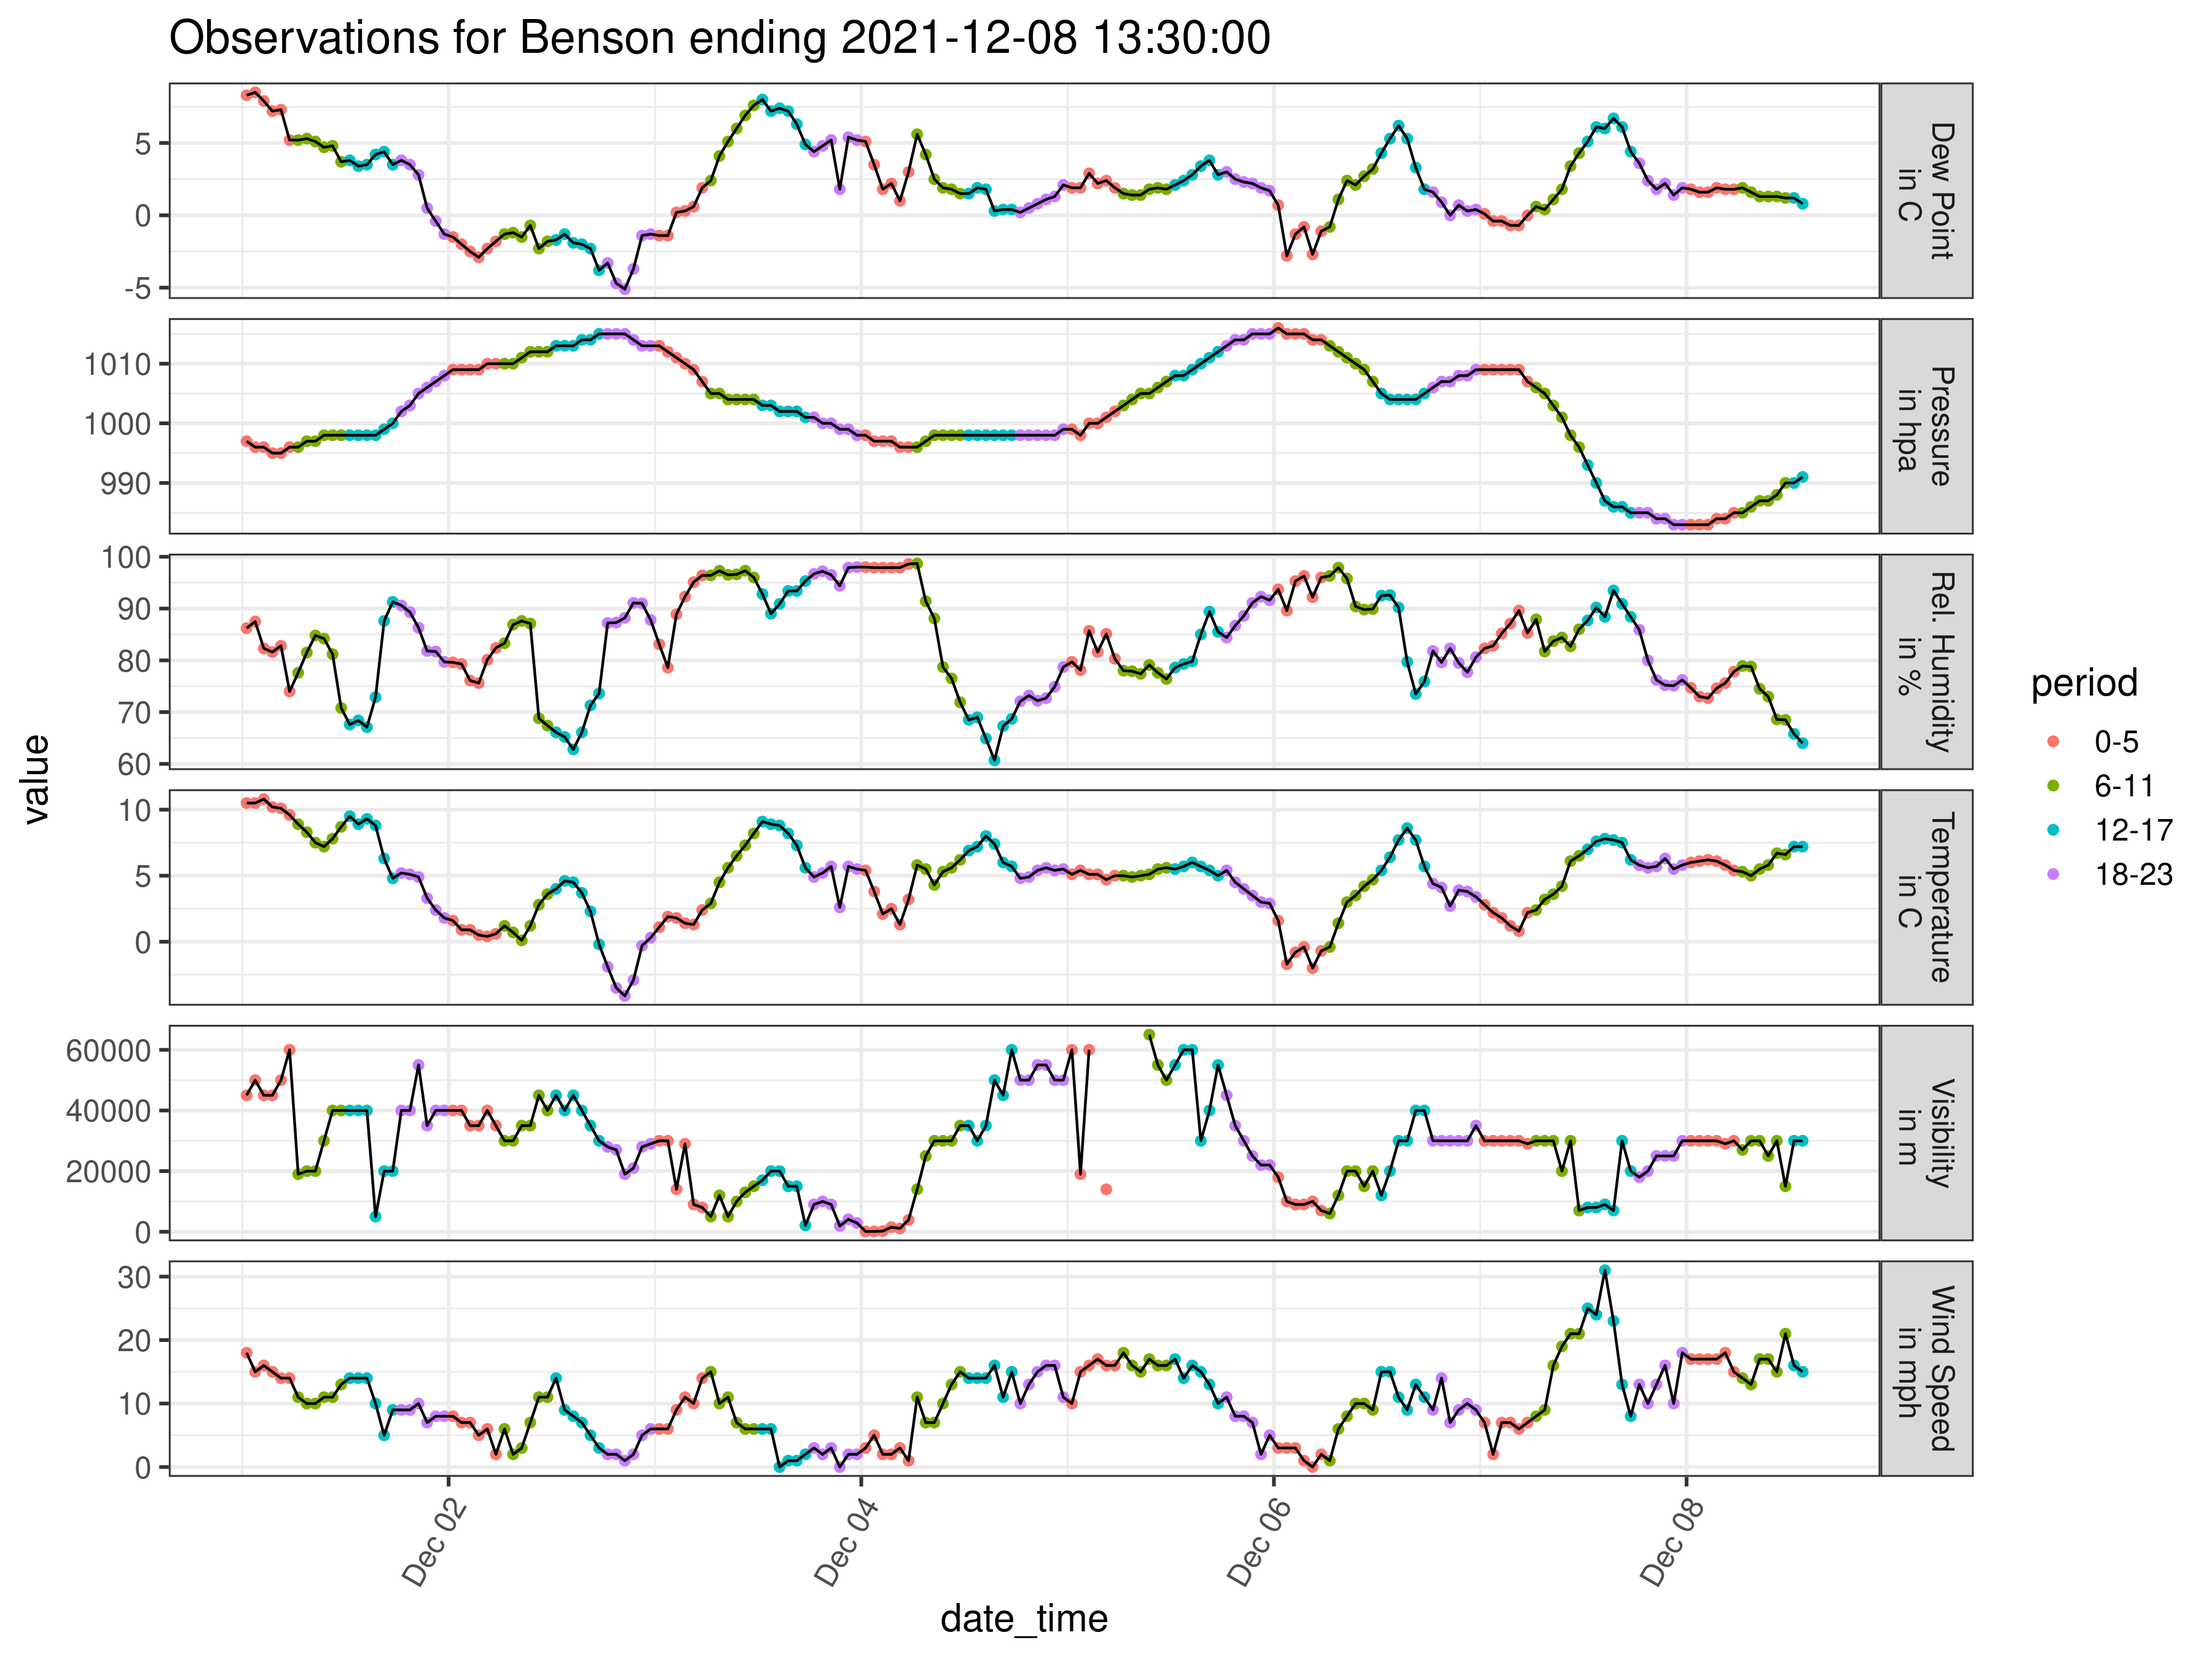 Observations for Benson ending 2021-12-08 13:30:00
5
0
-5
Dew Point
in C
1010
1000
990
Pressure
in hpa
100
90
80
70
60
Rel. Humidity
in %
10
5
0
Temperature
in C
60000
40000
20000
0
Visibility
in m
30
20
10
0
Wind Speed
in mph
value
Dec 02
Dec 04
Dec 06
Dec 08
date_time
period
0-5
6-11
12-17
18-23